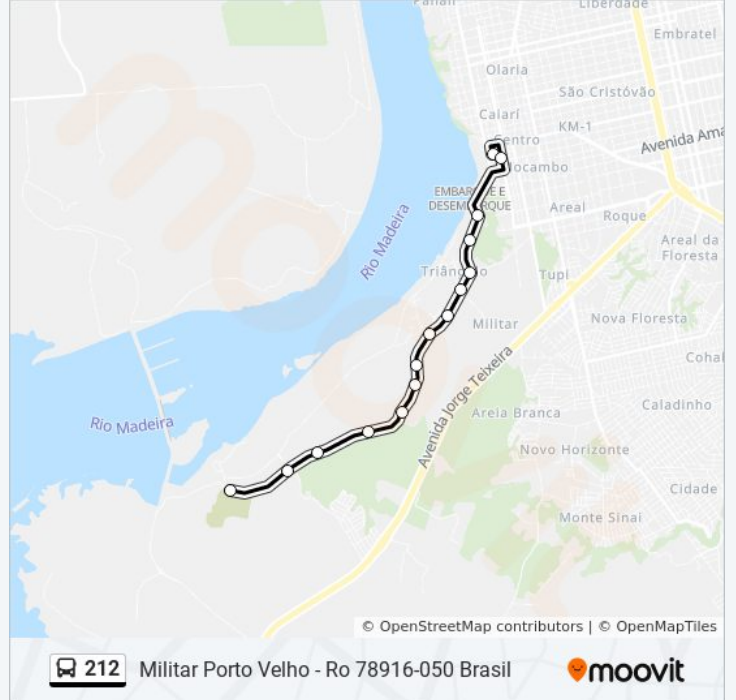 Liberdade
Embratel
Olaria
São Cristóvão
Caiarí
KM-1
Centro
Avenida Ama
Mocambo
EMBARQUE E
DESEMBARQUE
Areal
Roque
Rio Madeira
Areal da
Floresta
Triângulo
Tupi
Militar
Nova Floresta
Avenida Jorge Teixeira
Cohal
Caladinho
Rio Madeira
Areia Branca
Novo Horizonte
Cidade
Monte Sinai
© OpenStreetMap contributors | © OpenMapTiles
212 Militar Porto Velho - Ro 78916-050 Brasil
moovit